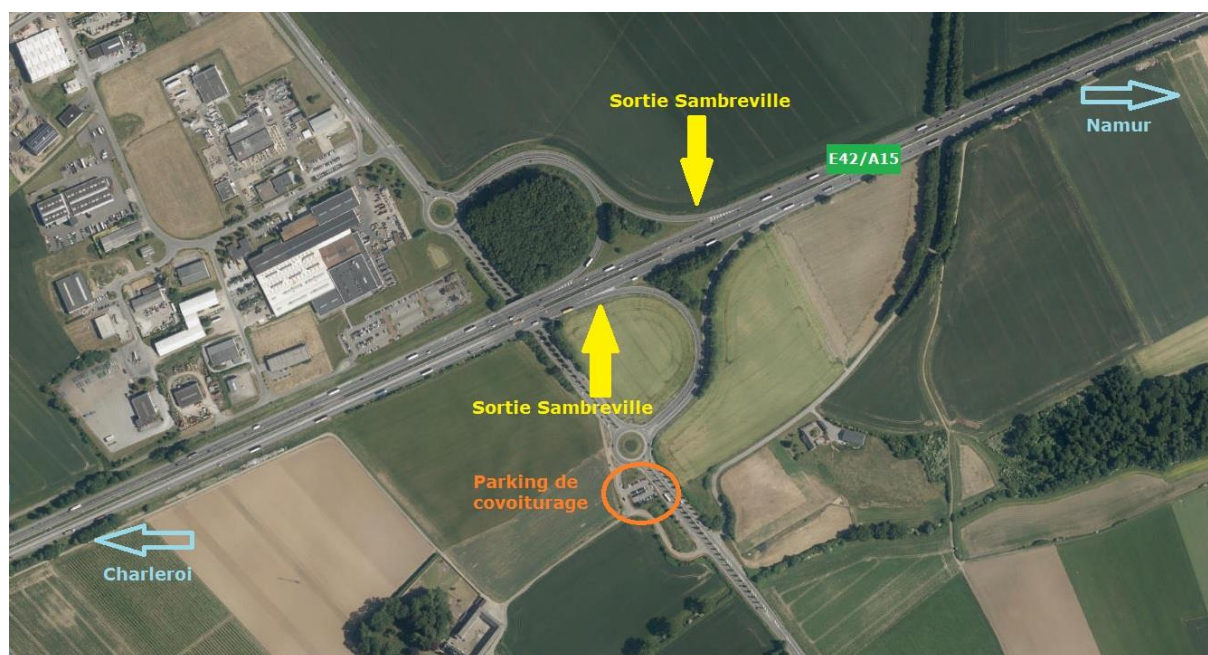 Sortie Sambreville
Namur
E42/A15
Sortie Sambreville
Parking de
covoiturage
Charleroi